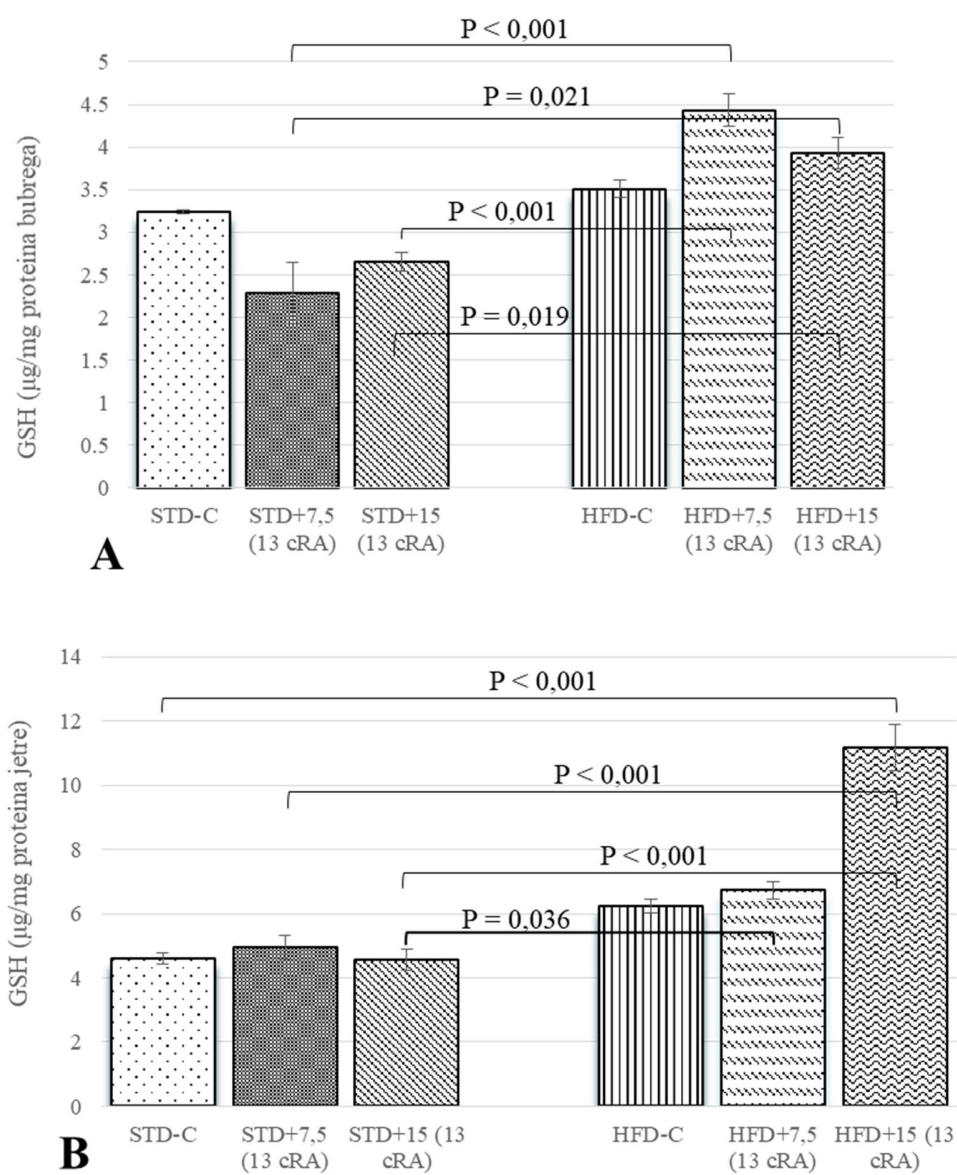 P < 0,001
5
P = 0,021
4.5
4
3.5
P < 0,001
3
2.5
P = 0,019
2
1.5
1
0.5
0
GSH (µg/mg proteina bubrega)
STD-C
STD+7,5
(13 cRA)
STD+15
(13 cRA)
HFD-C
HFD+7,5
(13 cRA)
HFD+15
(13 cRA)
A
14
P < 0,001
12
P < 0,001
10
8
P < 0,001
6
P = 0,036
4
2
0
GSH (µg/mg proteina jetre)
STD-C
STD+7,5
(13 cRA)
STD+15 (13
cRA)
HFD-C
HFD+7,5
(13 cRA)
HFD+15 (13
cRA)
B